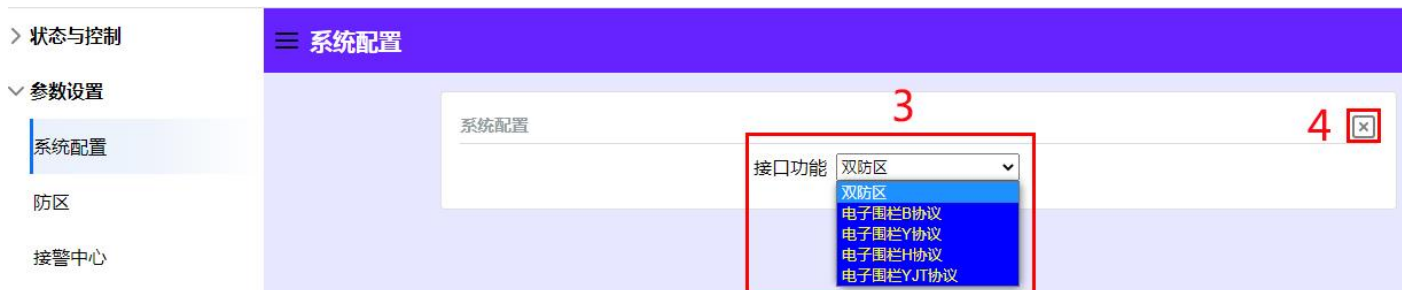 状态与控制
系统配置
参数设置
系统配置
防区
接警中心
系统配置
3
4
接口功能 双防区
双防区
电子围栏B协议
电子围栏Y协议
电子围栏H协议
电子围栏YJT协议